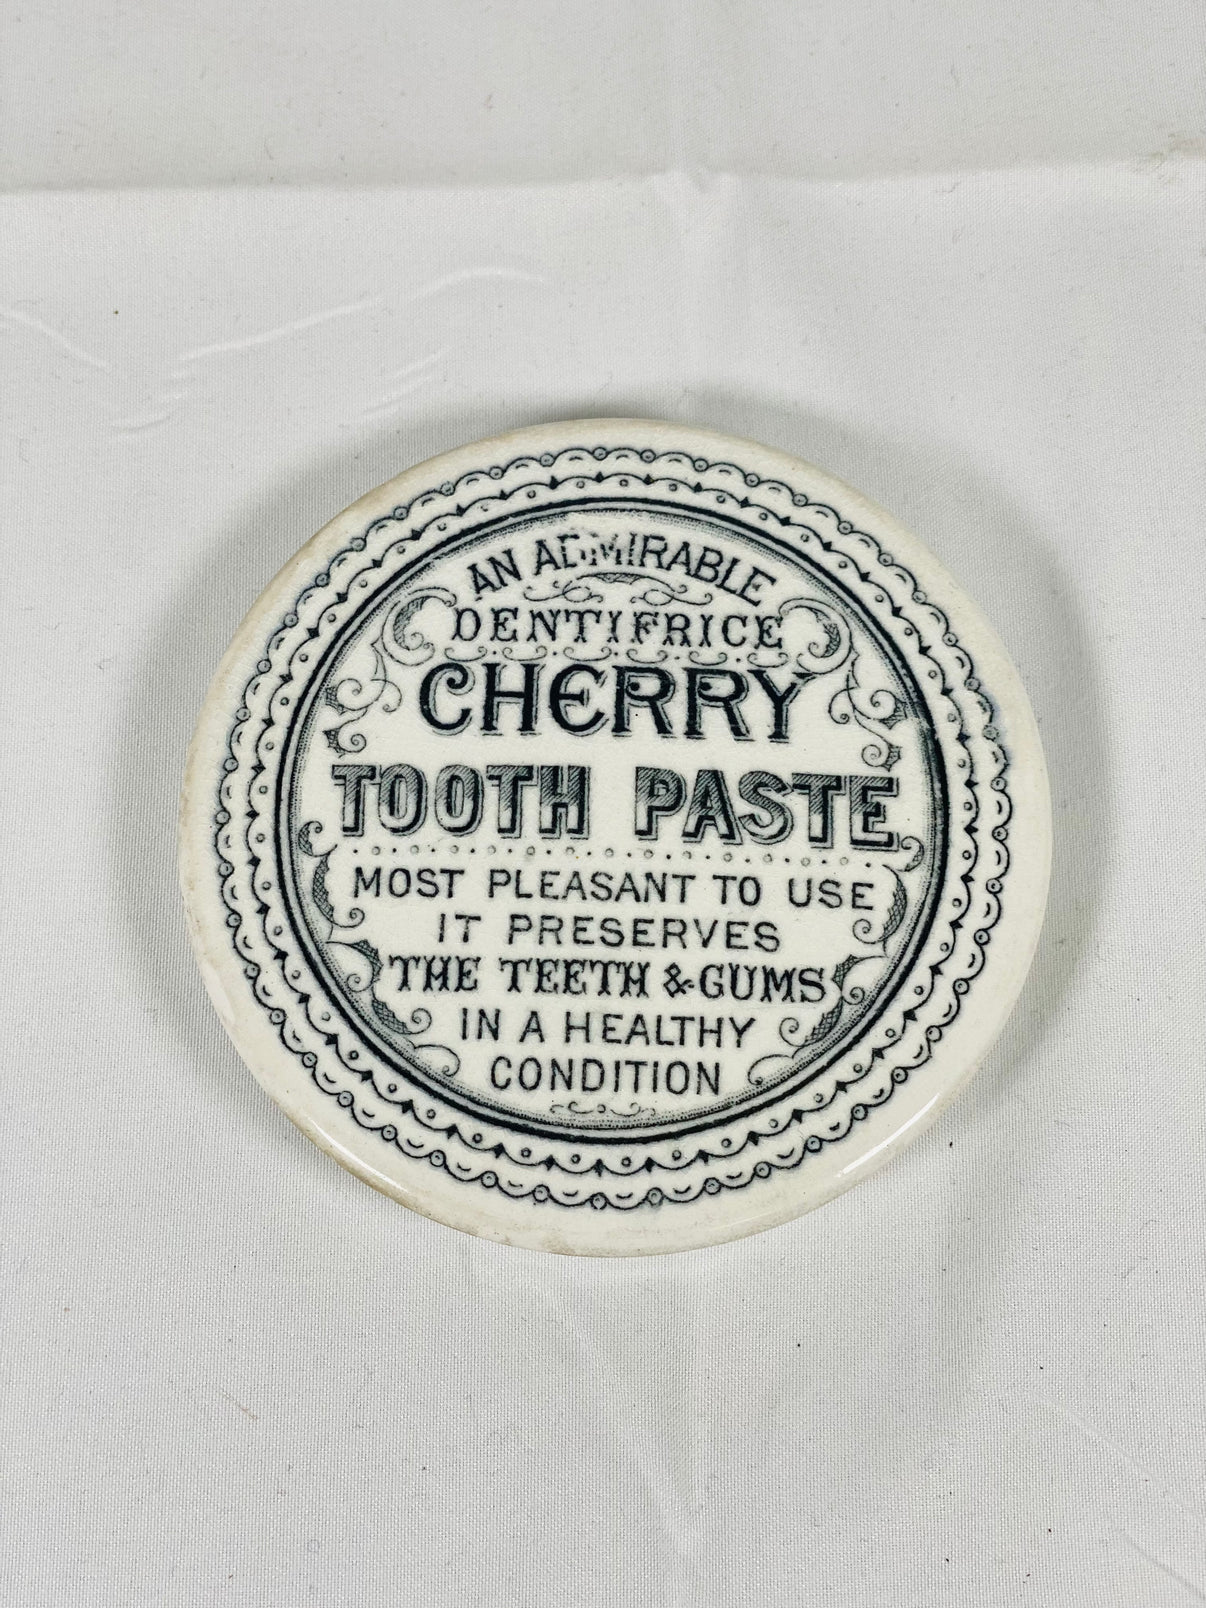 AN ADMIRABLE
DENTIFRICE
CHERRY
TOOTH PASTE
MOST PLEASANT TO USE
IT PRESERVES
THE TEETH & GUMS
IN A HEALTHY
CONDITION